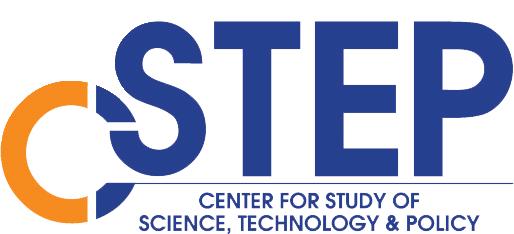 CSTEP
CENTER FOR STUDY OF
SCIENCE, TECHNOLOGY & POLICY